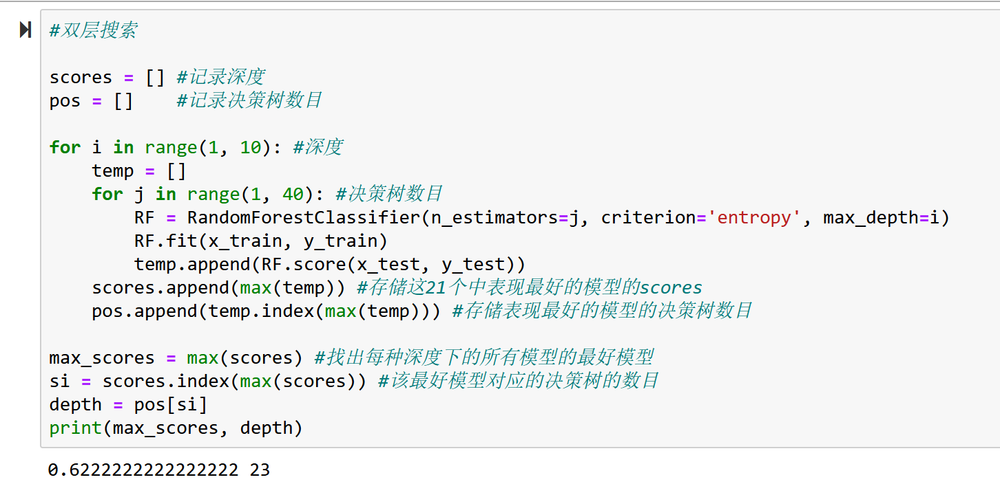 #双层搜索
scores = [] #记录深度
pos = []    #记录决策树数目
for i in range(1, 10): #深度
    temp = []
    for j in range(1, 40): #决策树数目
        RF = RandomForestClassifier(n_estimators=j, criterion='entropy', max_depth=i)
        RF.fit(x_train, y_train)
        temp.append(RF.score(x_test, y_test))
    scores.append(max(temp)) #存储这21个中表现最好的模型的scores
    pos.append(temp.index(max(temp))) #存储表现最好的模型的决策树数目
max_scores = max(scores) #找出每种深度下的所有模型的最好模型
si = scores.index(max(scores)) #该最好模型对应的决策树的数目
depth = pos[si]
print(max_scores, depth)
0.6222222222222222 23